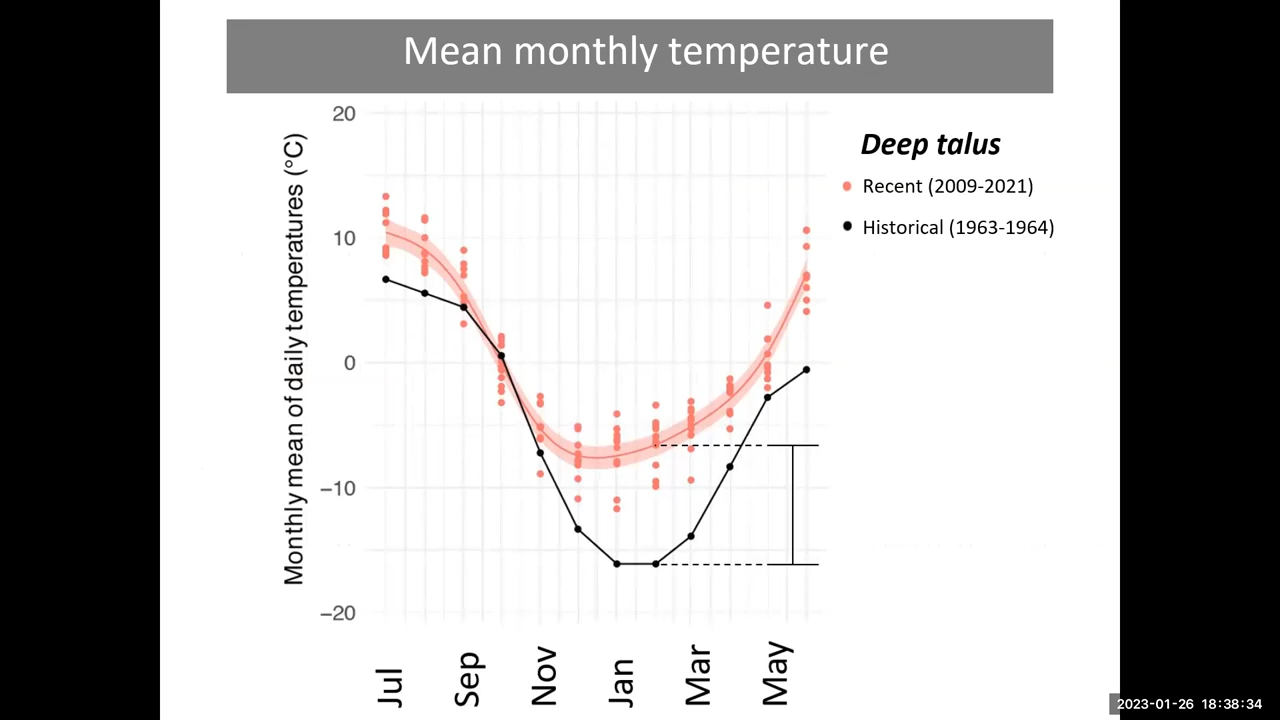 Mean monthly temperature
Deep talus
Recent (2009-2021)
Historical (1963-1964)
Monthly mean of daily temperatures (°C)
20
10
0
−10
−20
Jul
Sep
Nov
Jan
Mar
May
2023-01-26 18:38:34